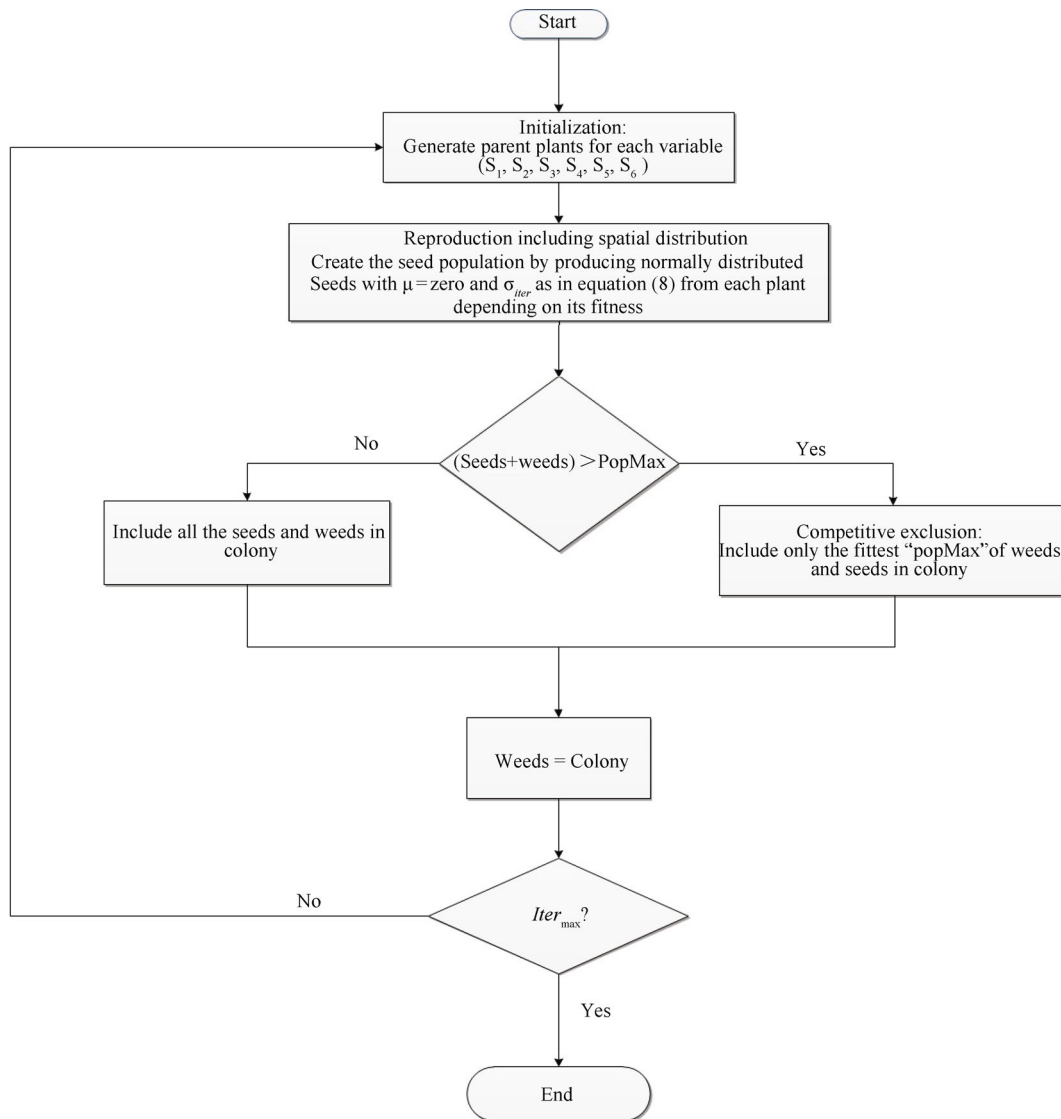 Start
Initialization:
Generate parent plants for each variable
(S₁, S₂, S₃, S₄, S₅, S₆ )
Reproduction including spatial distribution
Create the seed population by producing normally distributed
Seeds with μ = zero and σᵢₜₑᵣ as in equation (8) from each plant
depending on its fitness
No
(Seeds+weeds) >PopMax
Yes
Include all the seeds and weeds in
colony
Competitive exclusion:
Include only the fittest “popMax”of weeds
and seeds in colony
Weeds = Colony
No
Iterₘₐₓ?
Yes
End